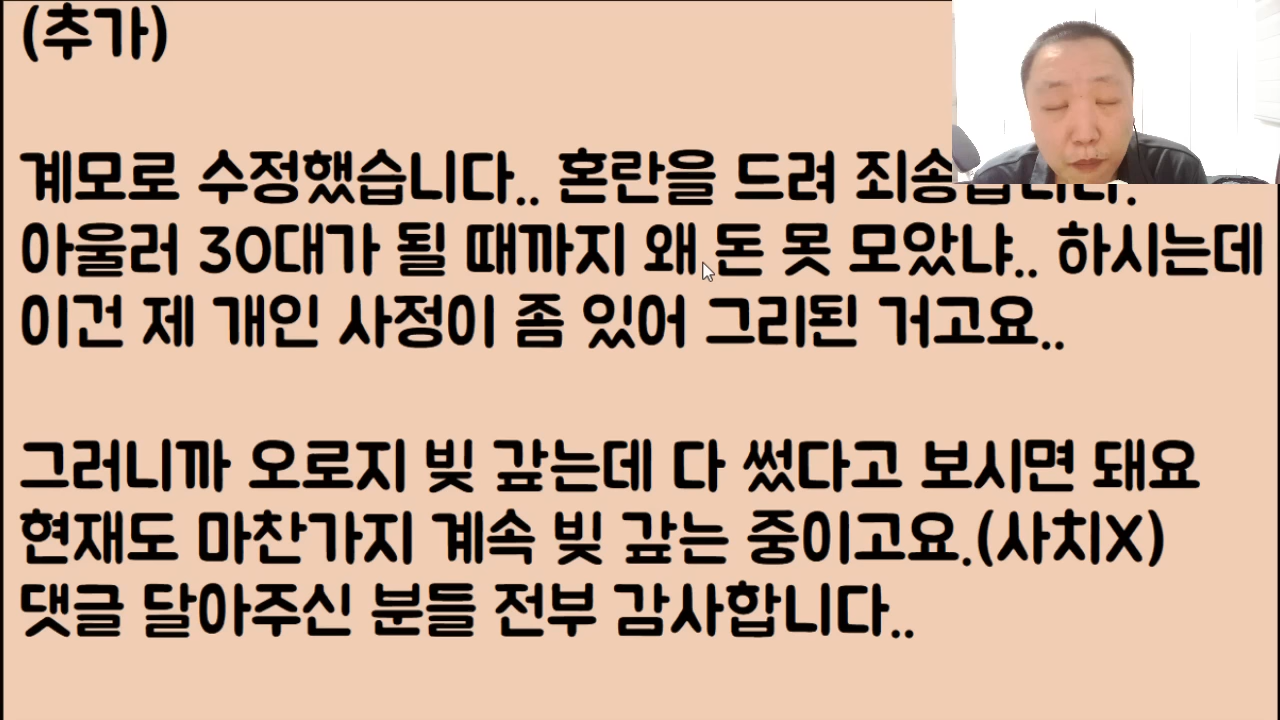 (추가)
계모로 수정했습니다.. 혼란을 드려 죄송합니다.
아울러 30대가 될 때까지 왜 돈 못 모았냐.. 하시는데
이건 제 개인 사정이 좀 있어 그리된 거고요..
그러니까 오로지 빚 갚는데 다 썼다고 보시면 돼요
현재도 마찬가지 계속 빚 갚는 중이고요.(사치X)
댓글 달아주신 분들 전부 감사합니다..